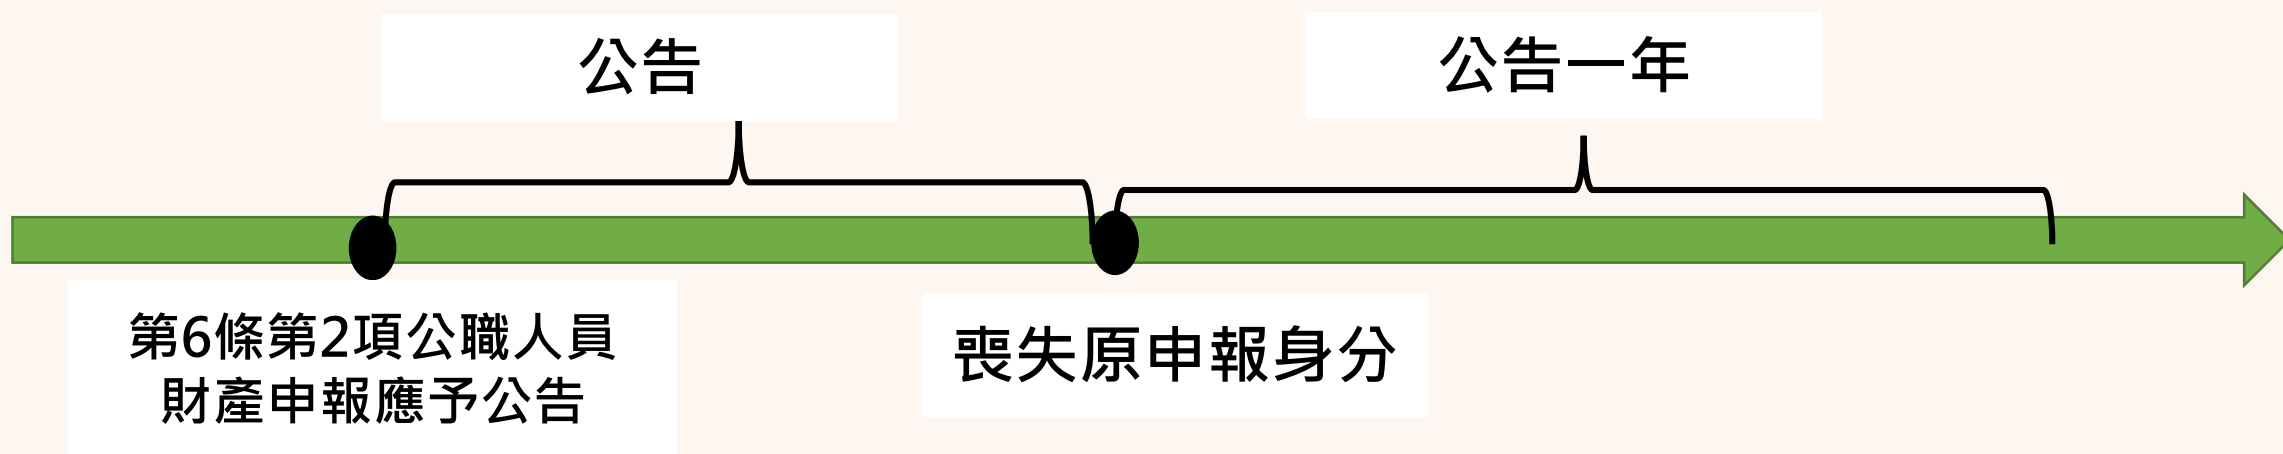 公告
公告一年
第6條第2項公職人員
財產申報應予公告
喪失原申報身分